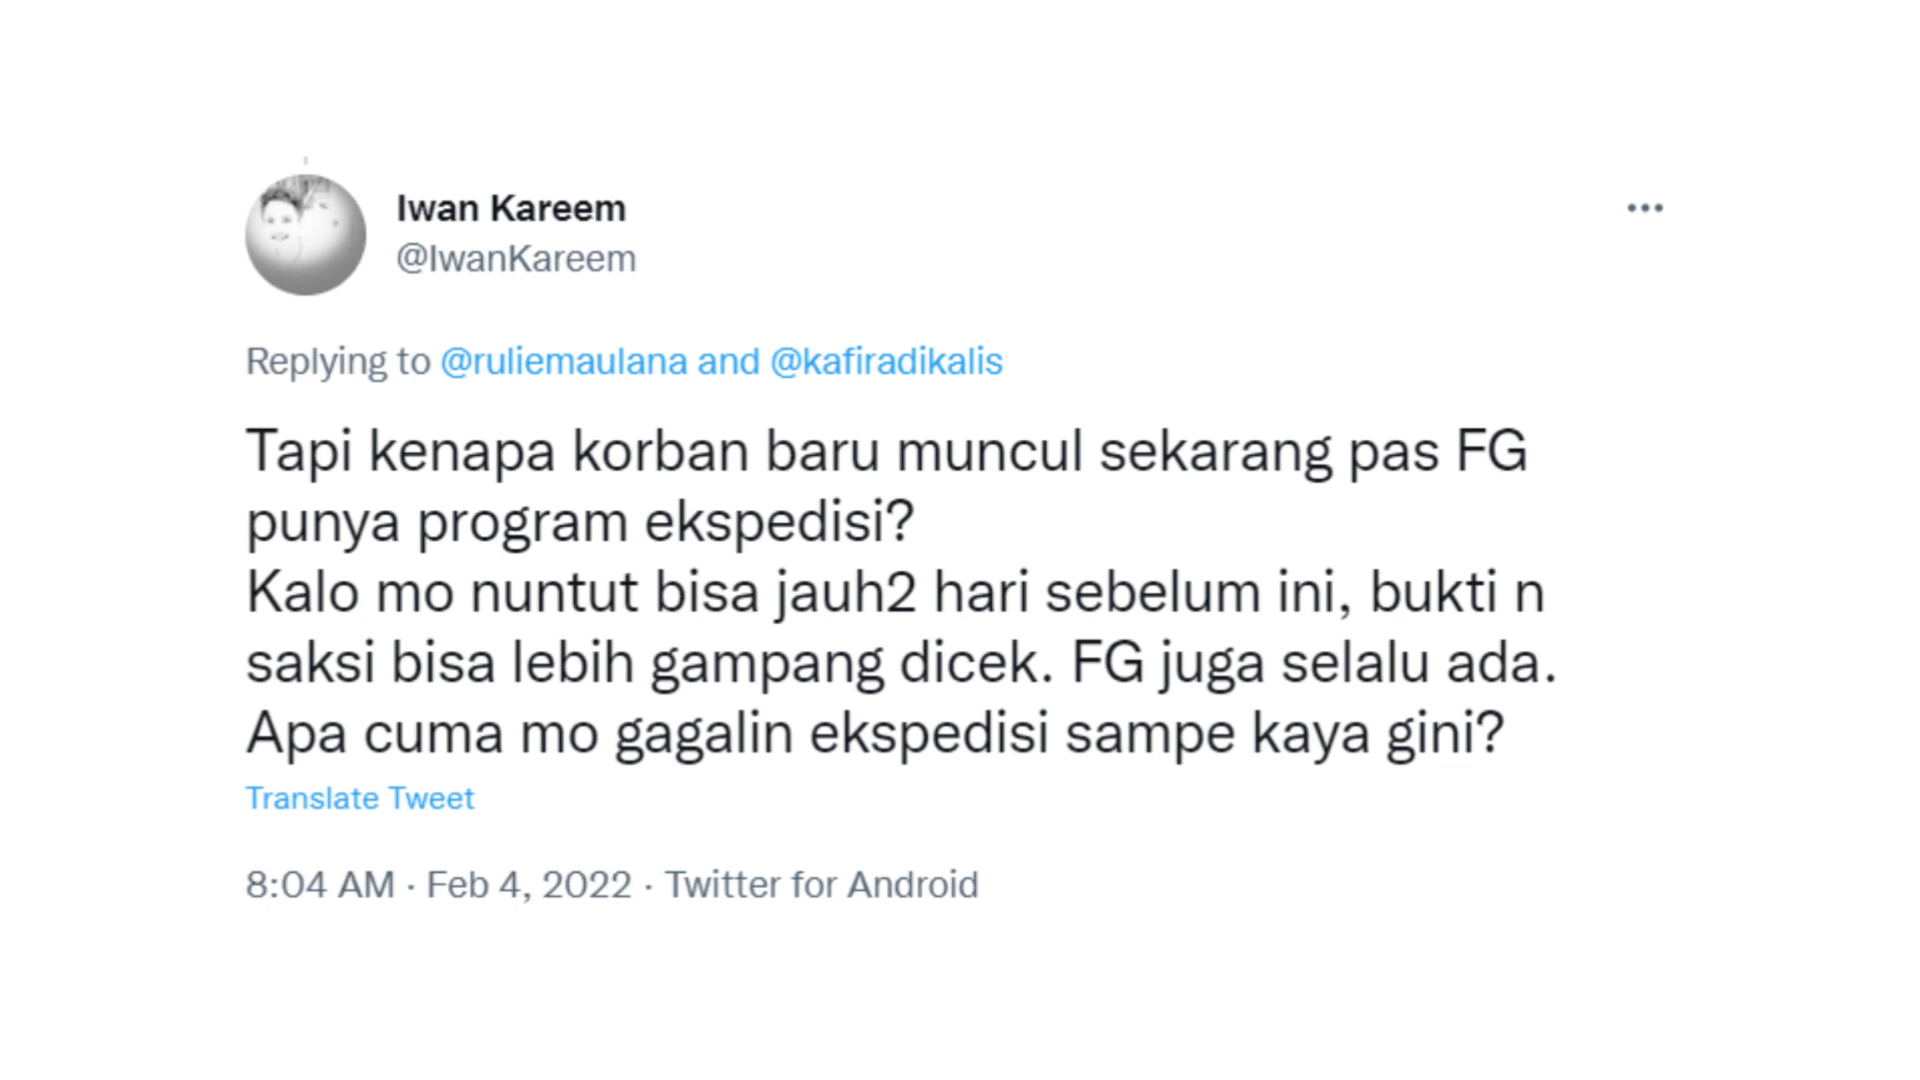 Iwan Kareem
@IwanKareem
Replying to @ruliemaulana and @kafiradikalis
Tapi kenapa korban baru muncul sekarang pas FG
punya program ekspedisi?
Kalo mo nuntut bisa jauh2 hari sebelum ini, bukti n
saksi bisa lebih gampang dicek. FG juga selalu ada.
Apa cuma mo gagalin ekspedisi sampe kaya gini?
Translate Tweet
8:04 AM · Feb 4, 2022 · Twitter for Android